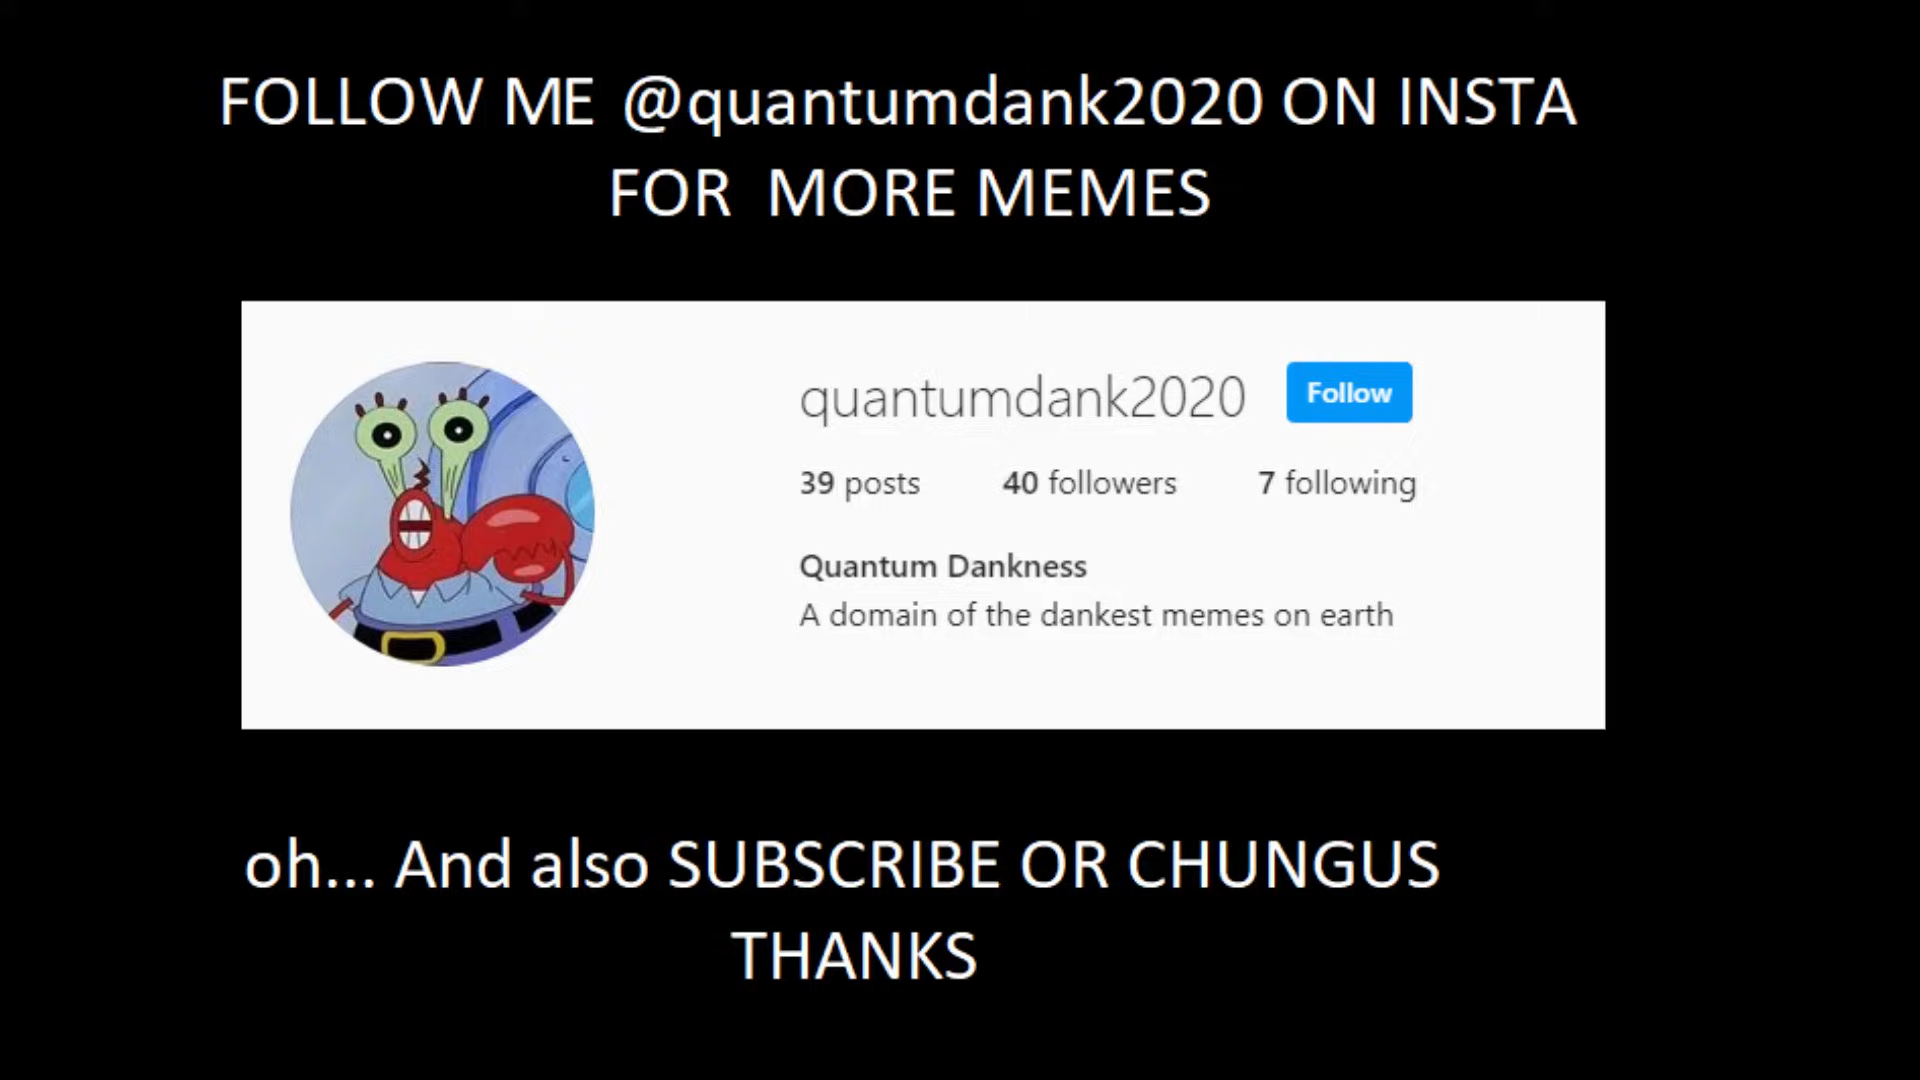 FOLLOW ME @quantumdank2020 ON INSTA
FOR MORE MEMES
quantumdank2020 Follow
39 posts 40 followers 7 following
Quantum Dankness
A domain of the dankest memes on earth
oh... And also SUBSCRIBE OR CHUNGUS
THANKS